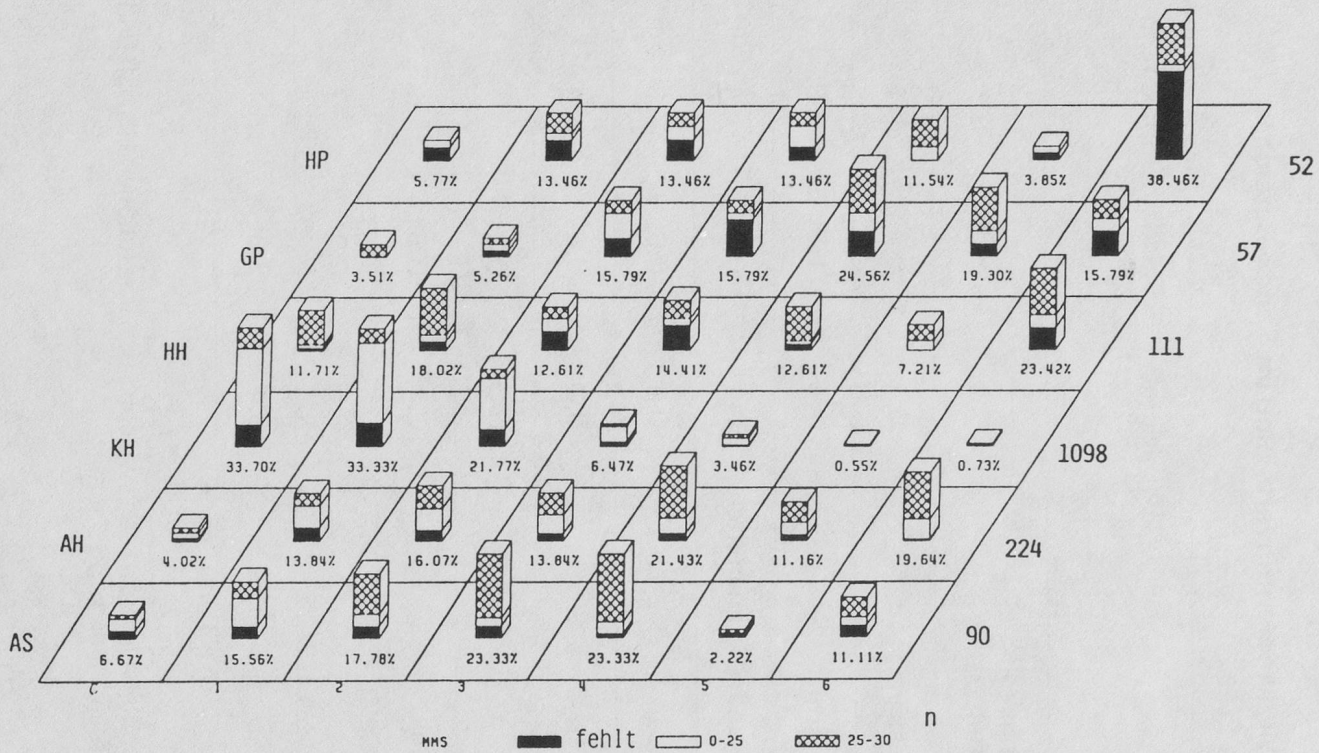 HP 52
5.77% 13.46% 13.46% 13.46% 11.54% 3.85% 38.46%
GP 57
3.51% 5.26% 15.79% 15.79% 24.56% 19.30% 15.79%
HH 111
11.71% 18.02% 12.61% 14.41% 12.61% 7.21% 23.42%
KH 1098
33.70% 33.33% 21.77% 6.47% 3.46% 0.55% 0.73%
AH 224
4.02% 13.84% 16.07% 13.84% 21.43% 11.16% 19.64%
AS 90
6.67% 15.56% 17.78% 23.33% 23.33% 2.22% 11.11%
C 1 2 3 4 5 6
n
MMS fehlt 0-25 25-30